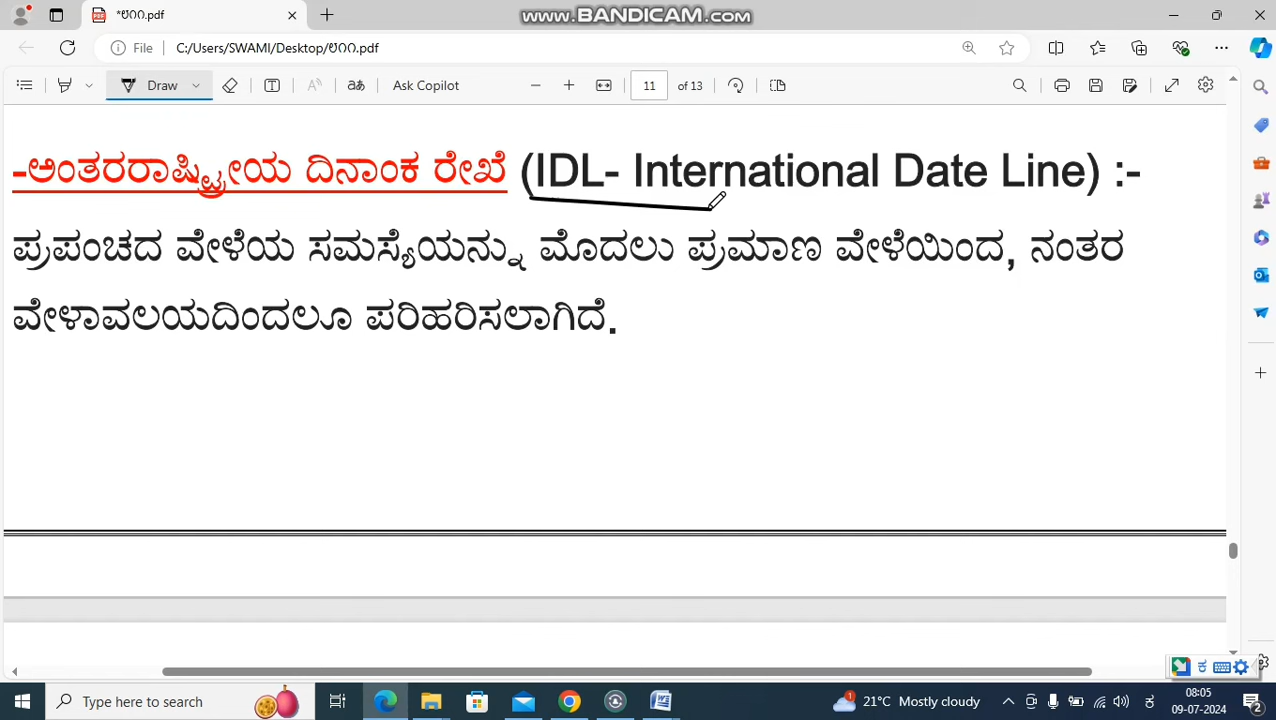 *ಅ೦೧.pdf
www.BANDICAM.com
File C:/Users/SWAMI/Desktop/ಅ೦೧.pdf
Draw Ask Copilot 11 of 13
-ಅಂತರರಾಷ್ಟ್ರೀಯ ದಿನಾಂಕ ರೇಖೆ (IDL- International Date Line) :-
ಪ್ರಪಂಚದ ವೇಳೆಯ ಸಮಸ್ಯೆಯನ್ನು ಮೊದಲು ಪ್ರಮಾಣ ವೇಳೆಯಿಂದ, ನಂತರ
ವೇಳಾವಲಯದಿಂದಲೂ ಪರಿಹರಿಸಲಾಗಿದೆ.
Type here to search 21°C Mostly cloudy 08:05
09-07-2024